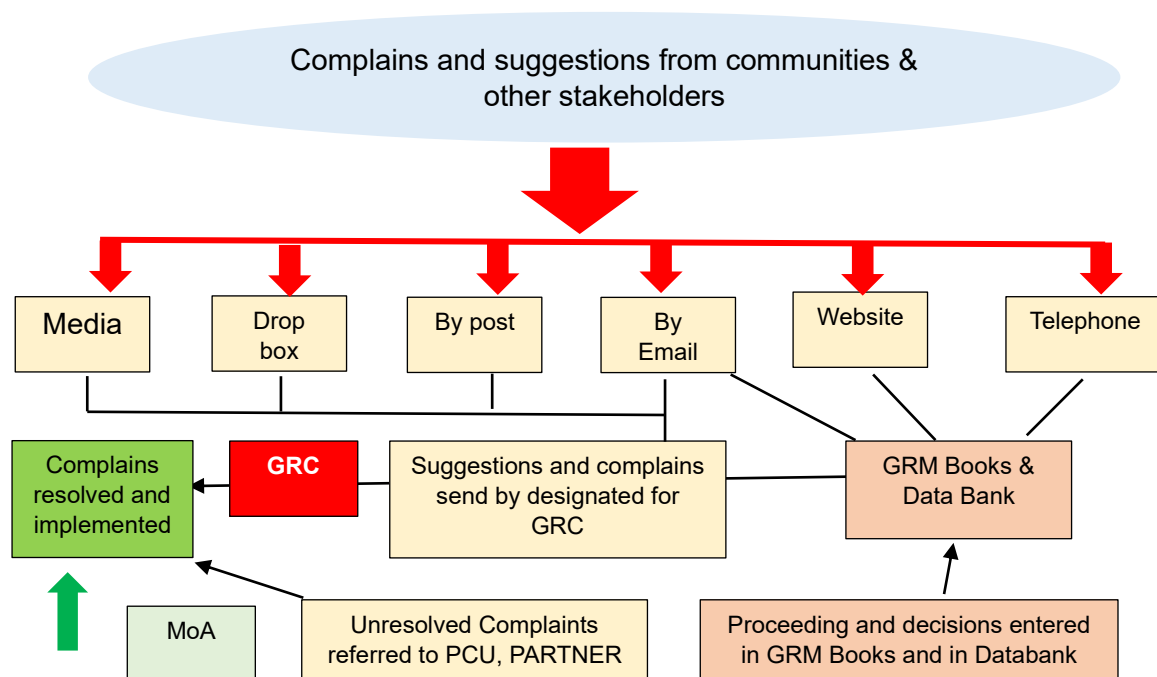 Complains and suggestions from communities &
other stakeholders
Media
Drop
box
By post
By
Email
Website
Telephone
Complains
resolved and
implemented
GRC
Suggestions and complains
send by designated for
GRC
GRM Books &
Data Bank
MoA
Unresolved Complaints
referred to PCU, PARTNER
Proceeding and decisions entered
in GRM Books and in Databank